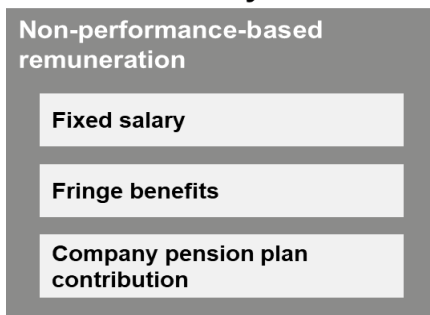 Non-performance-based
remuneration
Fixed salary
Fringe benefits
Company pension plan
contribution